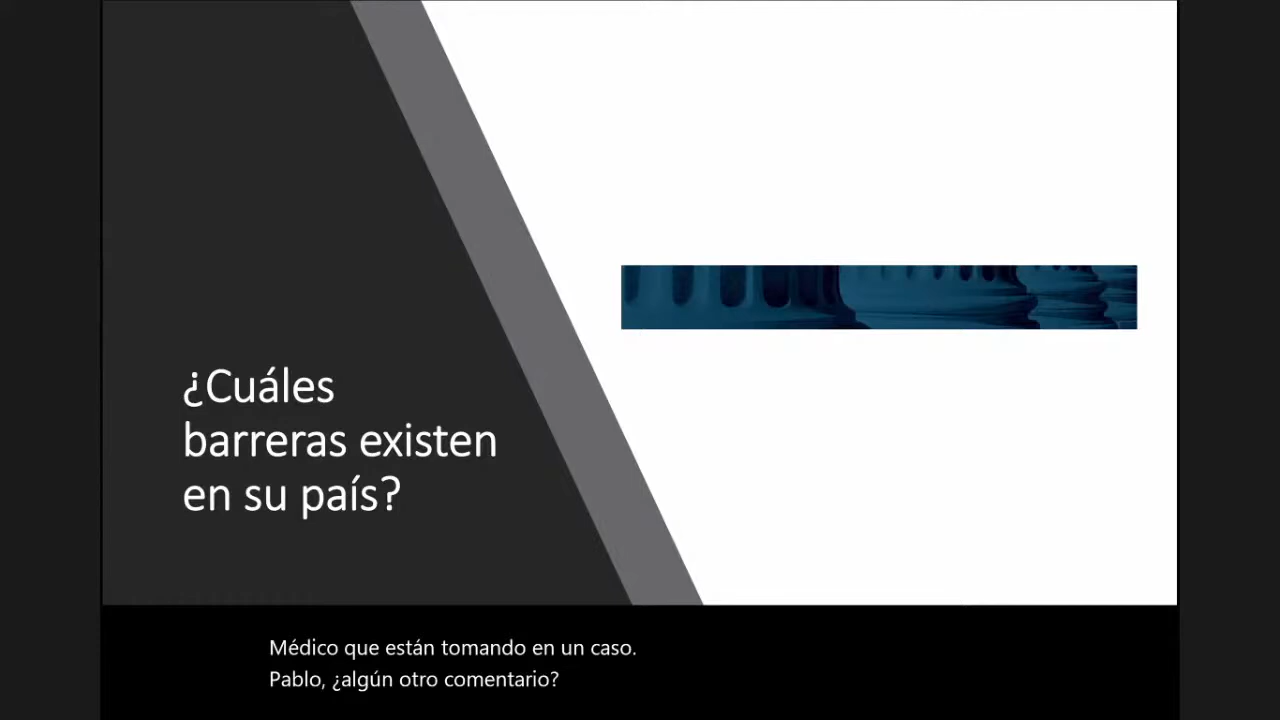 ¿Cuáles
barreras existen
en su país?
Médico que están tomando en un caso.
Pablo, ¿algún otro comentario?